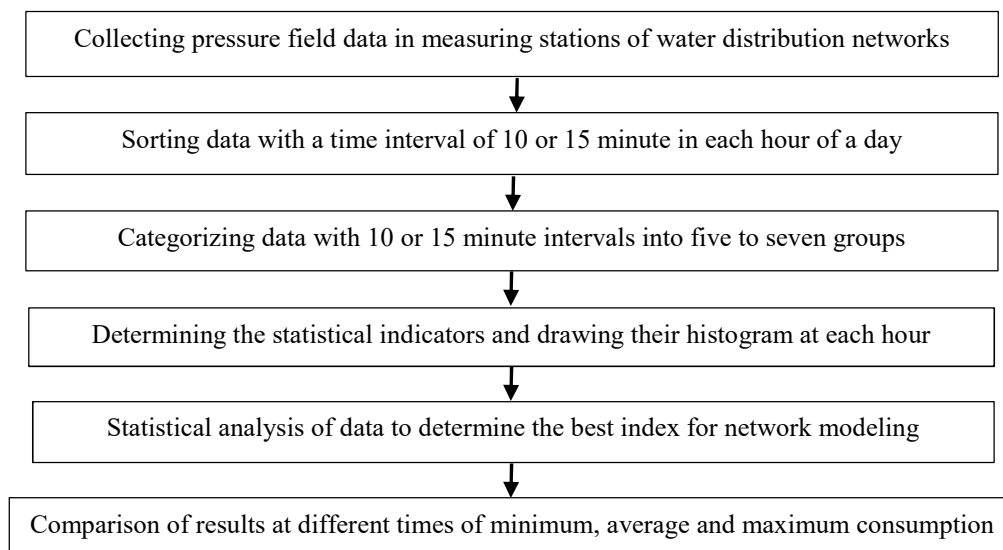 Collecting pressure field data in measuring stations of water distribution networks
Sorting data with a time interval of 10 or 15 minute in each hour of a day
Categorizing data with 10 or 15 minute intervals into five to seven groups
Determining the statistical indicators and drawing their histogram at each hour
Statistical analysis of data to determine the best index for network modeling
Comparison of results at different times of minimum, average and maximum consumption